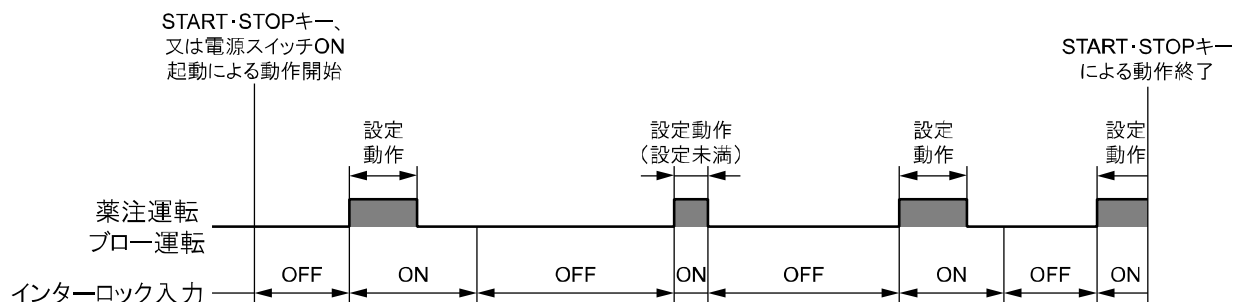 START・STOPキー、
又は電源スイッチON
起動による動作開始
START・STOPキー
による動作終了
設定
動作
設定動作
（設定未満）
設定
動作
設定
動作
薬注運転
ブロー運転
インターロック入力
OFF
ON
OFF
ON
OFF
ON
OFF
ON